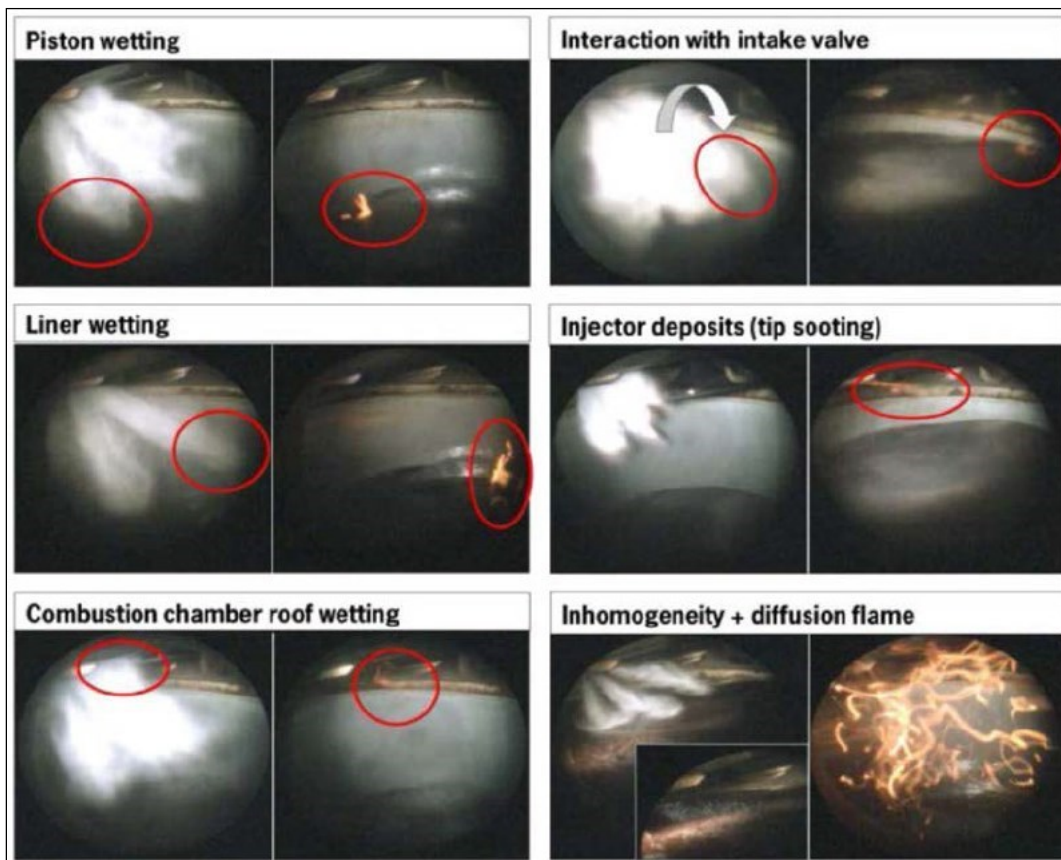 Piston wetting
Interaction with intake valve
Liner wetting
Injector deposits (tip sooting)
Combustion chamber roof wetting
Inhomogeneity + diffusion flame